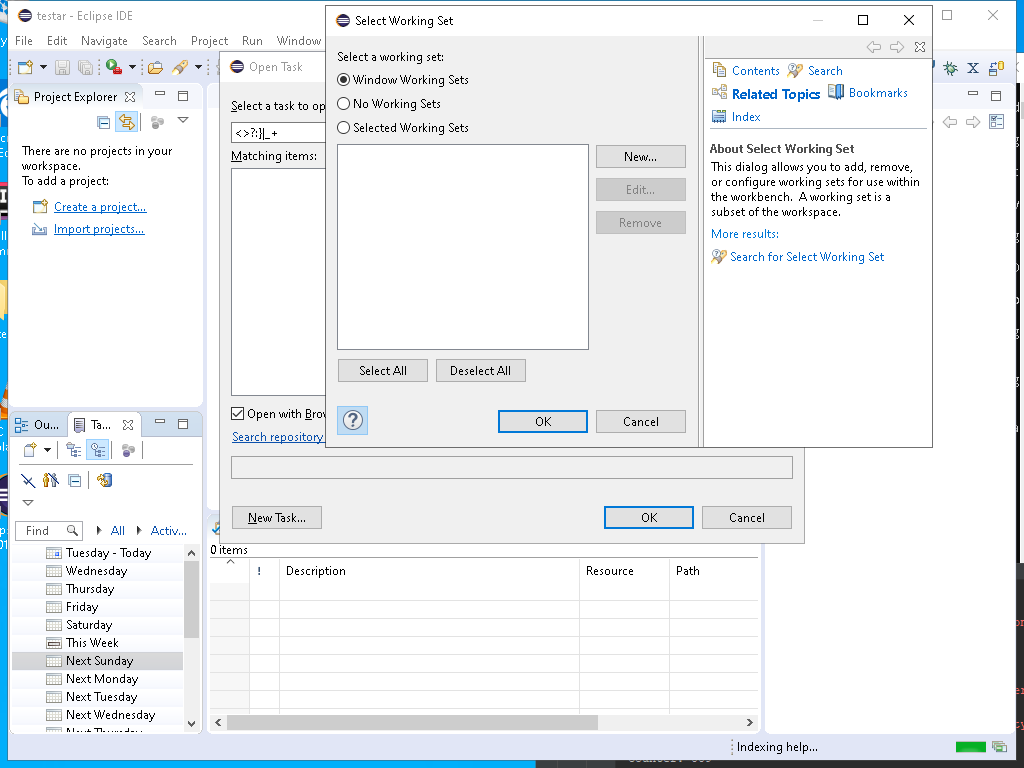 testar - Eclipse IDE
File Edit Navigate Search Project Run Window
Project Explorer
There are no projects in your
workspace.
To add a project:
Create a project...
Import projects...
Open Task
Select a task to op
<>?:}|_+
Matching items:
Open with Brow
Search repository
New Task...
OK
Cancel
Select Working Set
Select a working set:
Window Working Sets
No Working Sets
Selected Working Sets
New...
Edit...
Remove
Select All
Deselect All
OK
Cancel
Contents
Search
Related Topics
Bookmarks
Index
About Select Working Set
This dialog allows you to add, remove,
or configure working sets for use within
the workbench. A working set is a
subset of the workspace.
More results:
Search for Select Working Set
Ou...
Ta...
Find
All
Activ...
Tuesday - Today
Wednesday
Thursday
Friday
Saturday
This Week
Next Sunday
Next Monday
Next Tuesday
Next Wednesday
Next Thursday
0 items
! Description Resource Path
Indexing help...